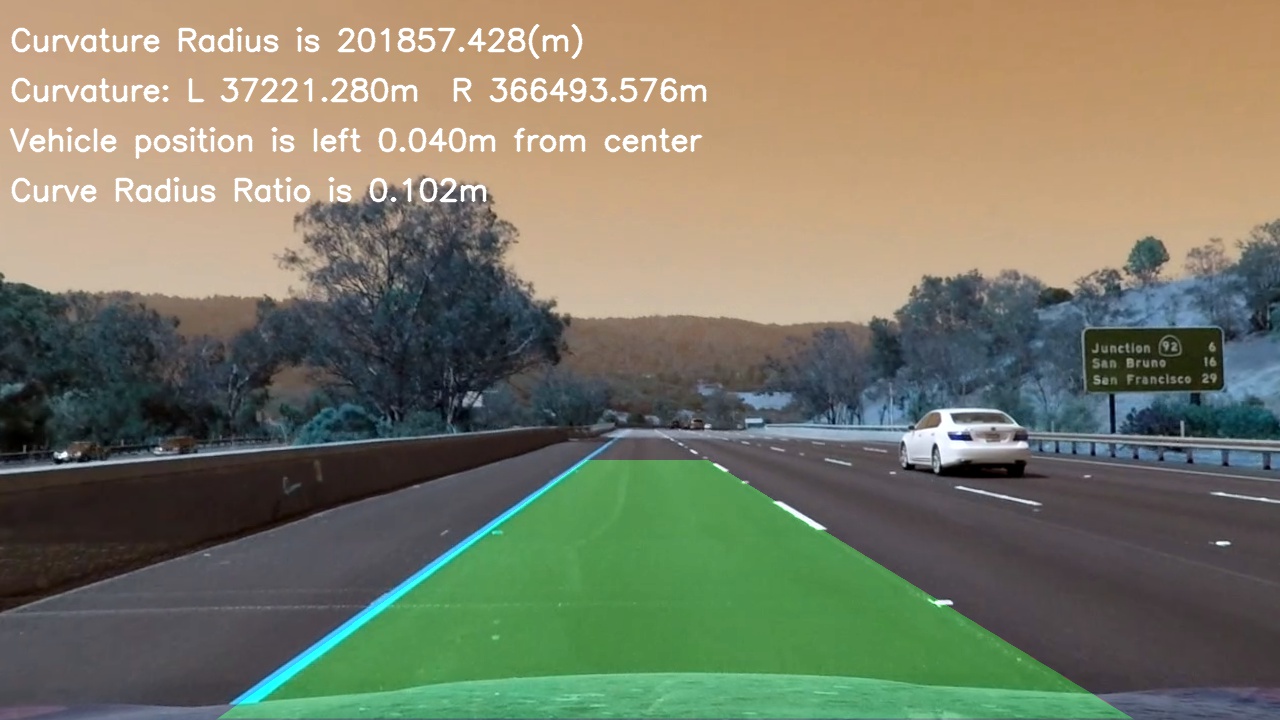 Curvature Radius is 201857.428(m)
Curvature: L 37221.280m R 366493.576m
Vehicle position is left 0.040m from center
Curve Radius Ratio is 0.102m
Junction 92 6
San Bruno 16
San Francisco 29